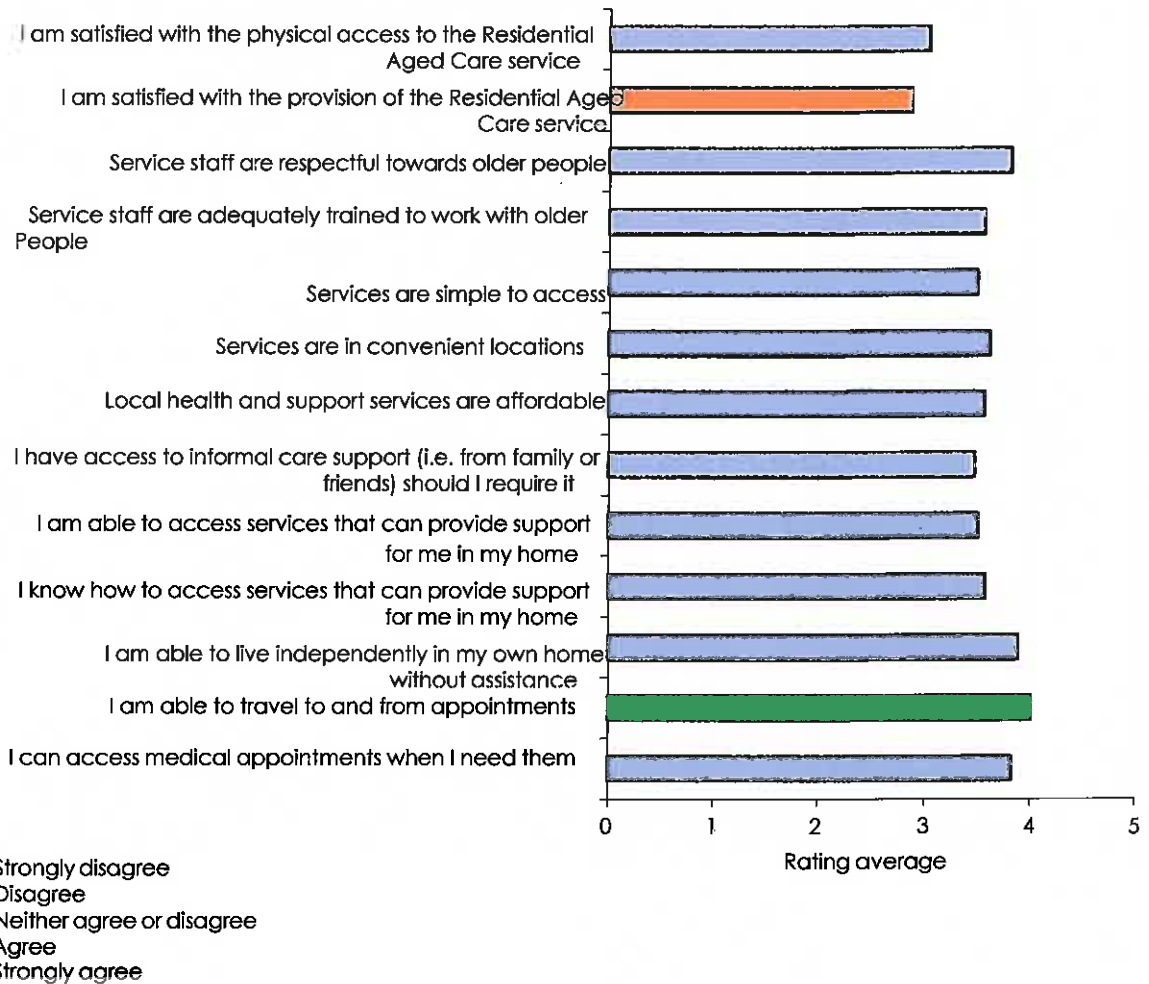 I am satisfied with the physical access to the Residential
Aged Care service
I am satisfied with the provision of the Residential Aged
Care service
Service staff are respectful towards older people
Service staff are adequately trained to work with older
People
Services are simple to access
Services are in convenient locations
Local health and support services are affordable
I have access to informal care support (i.e. from family or
friends) should I require it
I am able to access services that can provide support
for me in my home
I know how to access services that can provide support
for me in my home
I am able to live independently in my own home
without assistance
I am able to travel to and from appointments
I can access medical appointments when I need them
0 1 2 3 4 5
Rating average
Strongly disagree
Disagree
Neither agree or disagree
Agree
Strongly agree